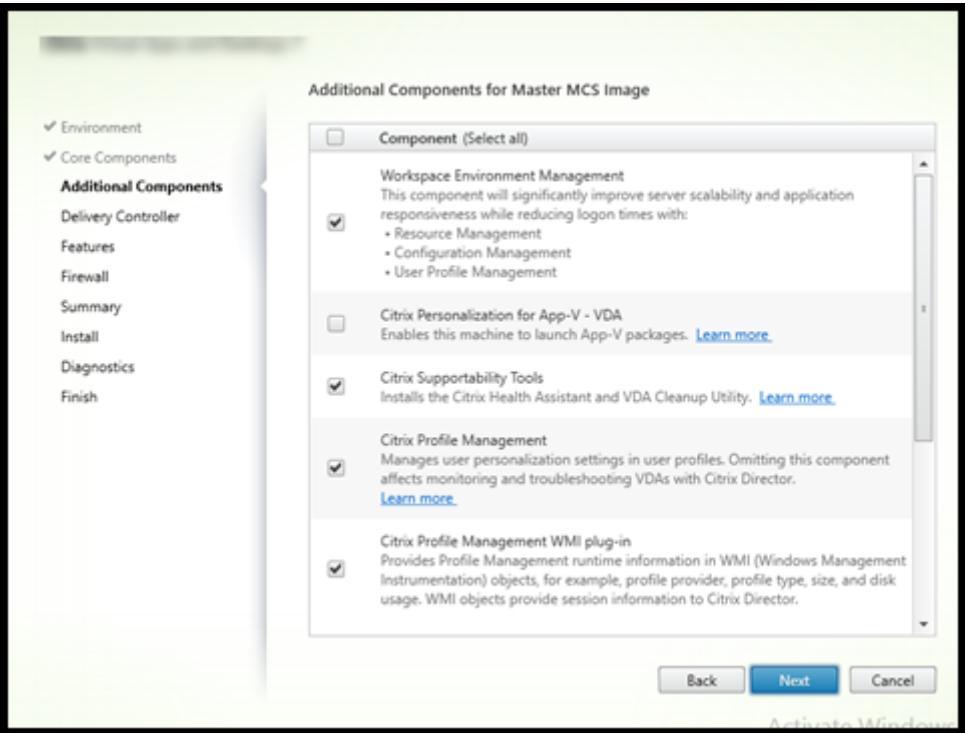 Additional Components for Master MCS Image
Environment
Core Components
Additional Components
Delivery Controller
Features
Firewall
Summary
Install
Diagnostics
Finish
Component (Select all)
Workspace Environment Management
This component will significantly improve server scalability and application
responsiveness while reducing logon times with:
• Resource Management
• Configuration Management
• User Profile Management
Citrix Personalization for App-V - VDA
Enables this machine to launch App-V packages. Learn more
Citrix Supportability Tools
Installs the Citrix Health Assistant and VDA Cleanup Utility. Learn more
Citrix Profile Management
Manages user personalization settings in user profiles. Omitting this component
affects monitoring and troubleshooting VDAs with Citrix Director.
Learn more
Citrix Profile Management WMI plug-in
Provides Profile Management runtime information in WMI (Windows Management
Instrumentation) objects, for example, profile provider, profile type, size, and disk
usage. WMI objects provide session information to Citrix Director.
Back Next Cancel
Activate Windows